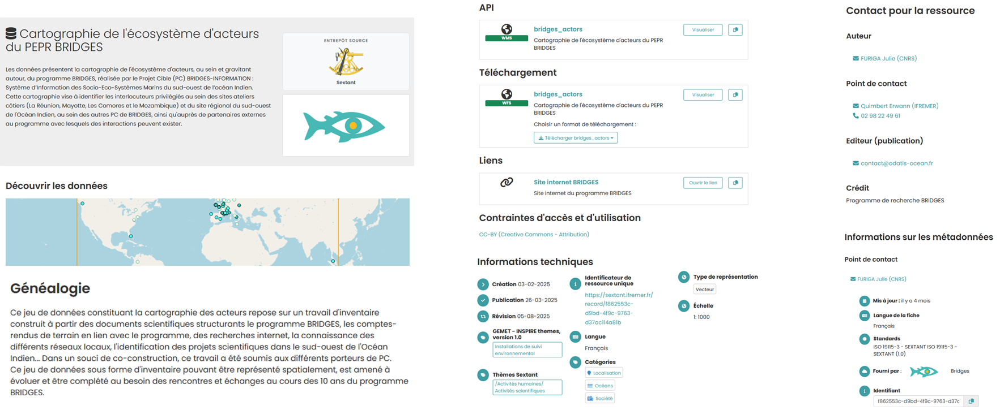 Cartographie de l'écosystème d'acteurs
du PEPR BRIDGES
Les données présentent la cartographie de l'écosystème d'acteurs, au sein et gravitant
autour, du programme BRIDGES, réalisée par le Projet Cible (PC) BRIDGES-INFORMATION :
Système d'Information des Socio-Eco-Systèmes Marins du sud-ouest de l'océan Indien.
Cette cartographie vise à identifier les interlocuteurs privilégiés au sein des sites ateliers
côtiers (La Réunion, Mayotte, Les Comores et le Mozambique) et du site régional du sud-ouest
de l'Océan Indien, au sein des autres PC de BRIDGES, ainsi qu'auprès de partenaires externes
au programme avec lesquels des interactions peuvent exister.
ENTREPÔT SOURCE
Sextant
Découvrir les données
Généalogie
Ce jeu de données constituant la cartographie des acteurs repose sur un travail d'inventaire
construit à partir des documents scientifiques structurants le programme BRIDGES, les comptes-
rendus de terrain en lien avec le programme, des recherches internet, la connaissance des
différents réseaux locaux, l'identification des projets scientifiques dans le sud-ouest de l'Océan
Indien... Dans un souci de co-construction, ce travail a été soumis aux différents porteurs de PC.
Ce jeu de données sous forme d'inventaire pouvant être représenté spatialement, est amené à
évoluer et être complété au besoin des rencontres et échanges au cours des 10 ans du programme
BRIDGES.
API
WMS
bridges_actors
Cartographie de l'écosystème d'acteurs du PEPR
BRIDGES
Visualiser
Téléchargement
WFS
bridges_actors
Cartographie de l'écosystème d'acteurs du PEPR
BRIDGES
Choisir un format de téléchargement :
Télécharger bridges_actors
Visualiser
Liens
Site internet BRIDGES
Site internet du programme BRIDGES
Ouvrir le lien
Contraintes d'accès et d'utilisation
CC-BY (Creative Commons - Attribution)
Informations techniques
Création 03-02-2025
Publication 26-03-2025
Révision 05-08-2025
GEMET - INSPIRE themes,
version 1.0
Installations de suivi
environnemental
Thèmes Sextant
/Activités humaines/
Activités scientifiques
Identificateur de
ressource unique
https://sextant.ifremer.fr/
record/f862553c-
d9bd-4f9c-9763-
d37ac114a81b
Langue
Français
Catégories
Localisation
Océans
Société
Type de représentation
Vecteur
Échelle
1: 1000
Contact pour la ressource
Auteur
FURIGA Julie (CNRS)
Point de contact
Quimbert Erwann (IFREMER)
02 98 22 49 61
Editeur (publication)
contact@odatis-ocean.fr
Crédit
Programme de recherche BRIDGES
Informations sur les métadonnées
Point de contact
FURIGA Julie (CNRS)
Mis à jour : il y a 4 mois
Langue de la fiche
Français
Standards
ISO 19115-3 - SEXTANT ISO 19115-3 -
SEXTANT (1.0)
Fourni par : Bridges
Identifiant
f862553c-d9bd-4f9c-9763-d37c